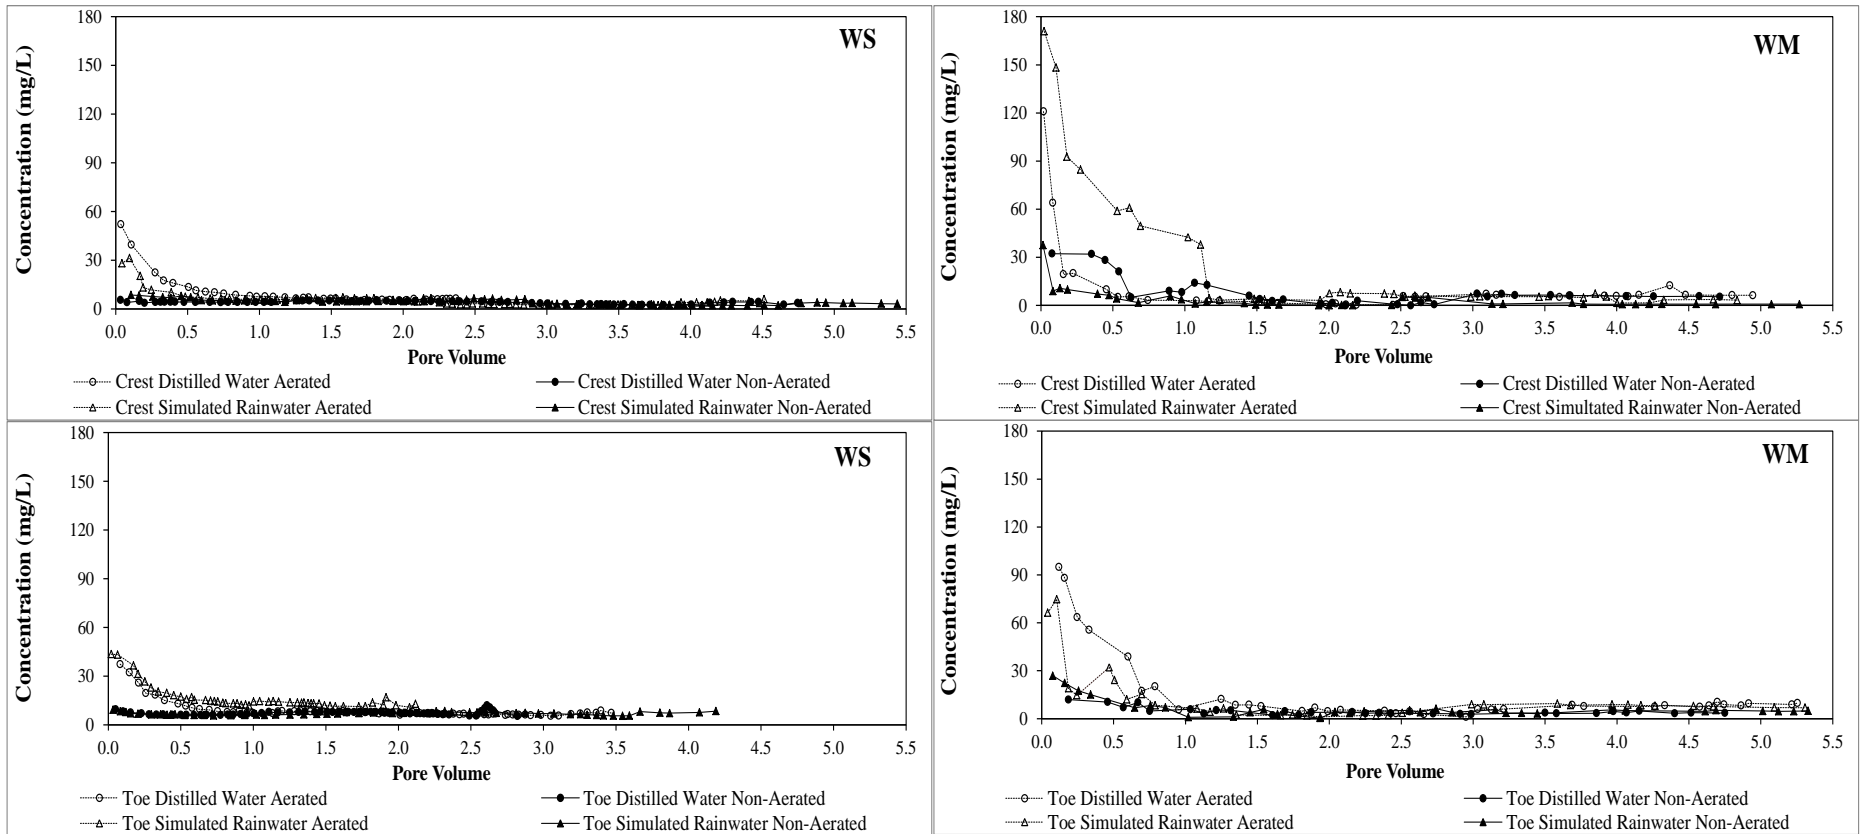 WS
Concentration (mg/L)
180
150
120
90
60
30
0
0.0 0.5 1.0 1.5 2.0 2.5 3.0 3.5 4.0 4.5 5.0 5.5
Pore Volume
Crest Distilled Water Aerated
Crest Distilled Water Non-Aerated
Crest Simulated Rainwater Aerated
Crest Simulated Rainwater Non-Aerated
WM
Concentration (mg/L)
180
150
120
90
60
30
0
0.0 0.5 1.0 1.5 2.0 2.5 3.0 3.5 4.0 4.5 5.0 5.5
Pore Volume
Crest Distilled Water Aerated
Crest Distilled Water Non-Aerated
Crest Simulated Rainwater Aerated
Crest Simultated Rainwater Non-Aerated
WS
Concentration (mg/L)
180
150
120
90
60
30
0
0.0 0.5 1.0 1.5 2.0 2.5 3.0 3.5 4.0 4.5 5.0 5.5
Pore Volume
Toe Distilled Water Aerated
Toe Distilled Water Non-Aerated
Toe Simulated Rainwater Aerated
Toe Simulated Rainwater Non-Aerated
WM
Concentration (mg/L)
180
150
120
90
60
30
0
0.0 0.5 1.0 1.5 2.0 2.5 3.0 3.5 4.0 4.5 5.0 5.5
Pore Volume
Toe Distilled Water Aerated
Toe Distilled Water Non-Aerated
Toe Simulated Rainwater Aerated
Toe Simulated Rainwater Non-Aerated